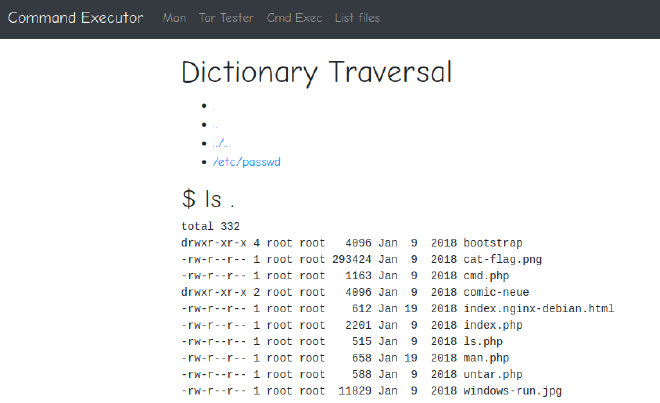 Command Executor Man Tar Tester Cmd Exec List files
Dictionary Traversal
.
..
../..
/etc/passwd
$ ls .
total 332
drwxr-xr-x 4 root root   4096 Jan  9  2018 bootstrap
-rw-r--r-- 1 root root 293424 Jan  9  2018 cat-flag.png
-rw-r--r-- 1 root root   1163 Jan  9  2018 cmd.php
drwxr-xr-x 2 root root   4096 Jan  9  2018 comic-neue
-rw-r--r-- 1 root root    612 Jan 19  2018 index.nginx-debian.html
-rw-r--r-- 1 root root   2201 Jan  9  2018 index.php
-rw-r--r-- 1 root root    515 Jan  9  2018 ls.php
-rw-r--r-- 1 root root    658 Jan 19  2018 man.php
-rw-r--r-- 1 root root    588 Jan  9  2018 untar.php
-rw-r--r-- 1 root root  11829 Jan  9  2018 windows-run.jpg